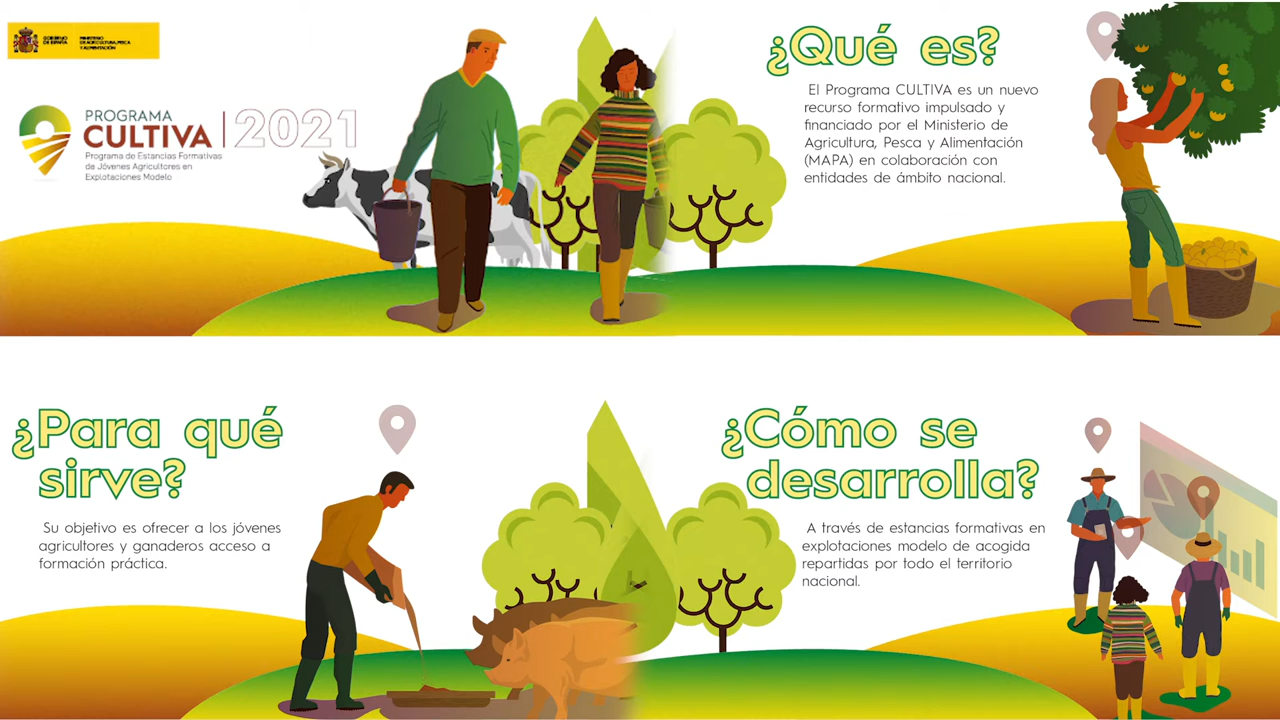 GOBIERNO
DE ESPAÑA
MINISTERIO
DE AGRICULTURA, PESCA
Y ALIMENTACIÓN
PROGRAMA
CULTIVA | 2021
Programa de Estancias Formativas
de Jóvenes Agricultores en
Explotaciones Modelo
¿Qué es?
El Programa CULTIVA es un nuevo
recurso formativo impulsado y
financiado por el Ministerio de
Agricultura, Pesca y Alimentación
(MAPA) en colaboración con
entidades de ámbito nacional.
¿Para qué
sirve?
Su objetivo es ofrecer a los jóvenes
agricultores y ganaderos acceso a
formación práctica.
¿Cómo se
desarrolla?
A través de estancias formativas en
explotaciones modelo de acogida
repartidas por todo el territorio
nacional.